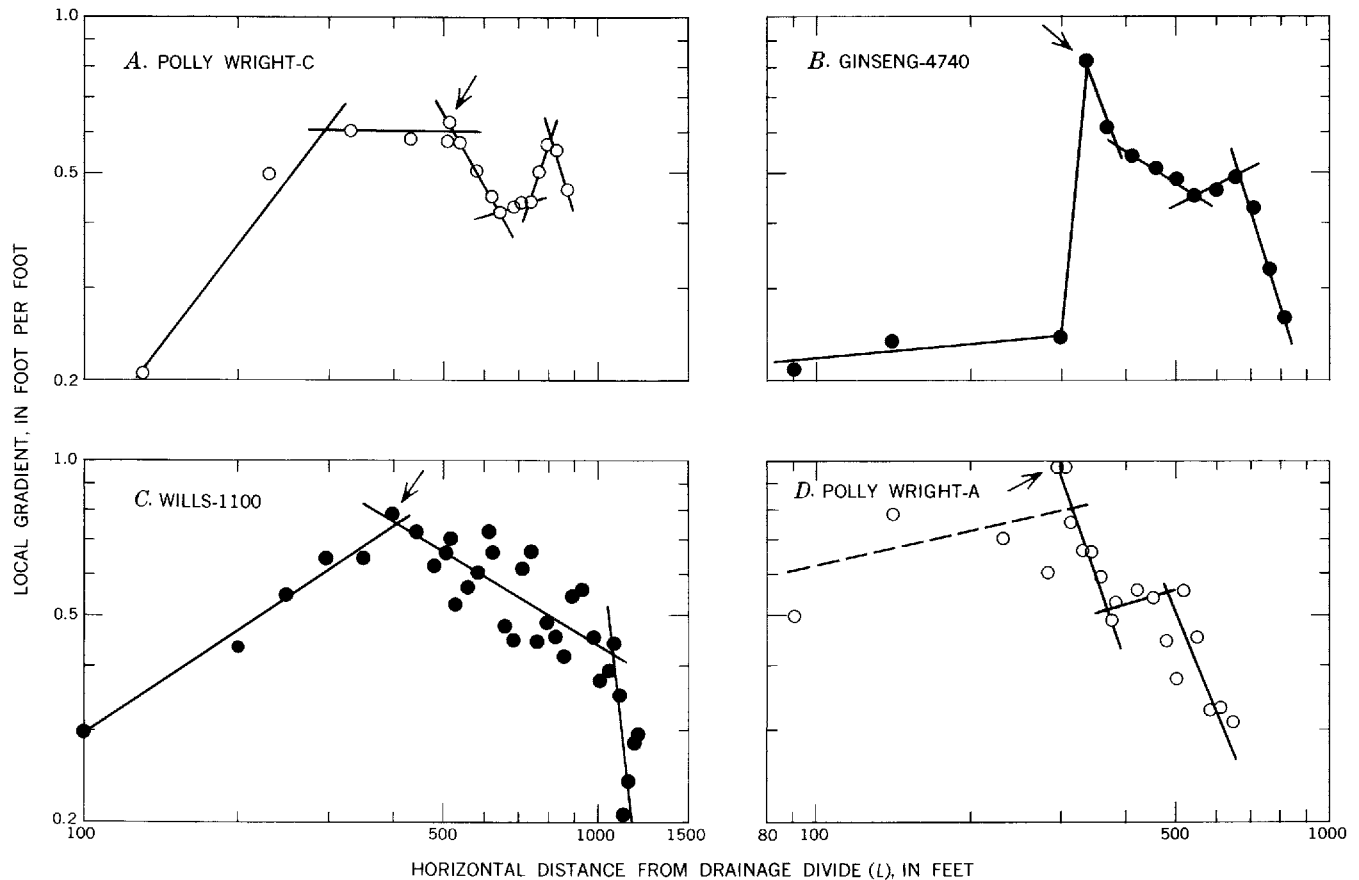 LOCAL GRADIENT, IN FOOT PER FOOT
1.0
0.5
0.2
A. POLLY WRIGHT-C
B. GINSENG-4740
1.0
0.5
0.2
C. WILLS-1100
D. POLLY WRIGHT-A
100 500 1000 1500
80 100 500 1000
HORIZONTAL DISTANCE FROM DRAINAGE DIVIDE (L), IN FEET